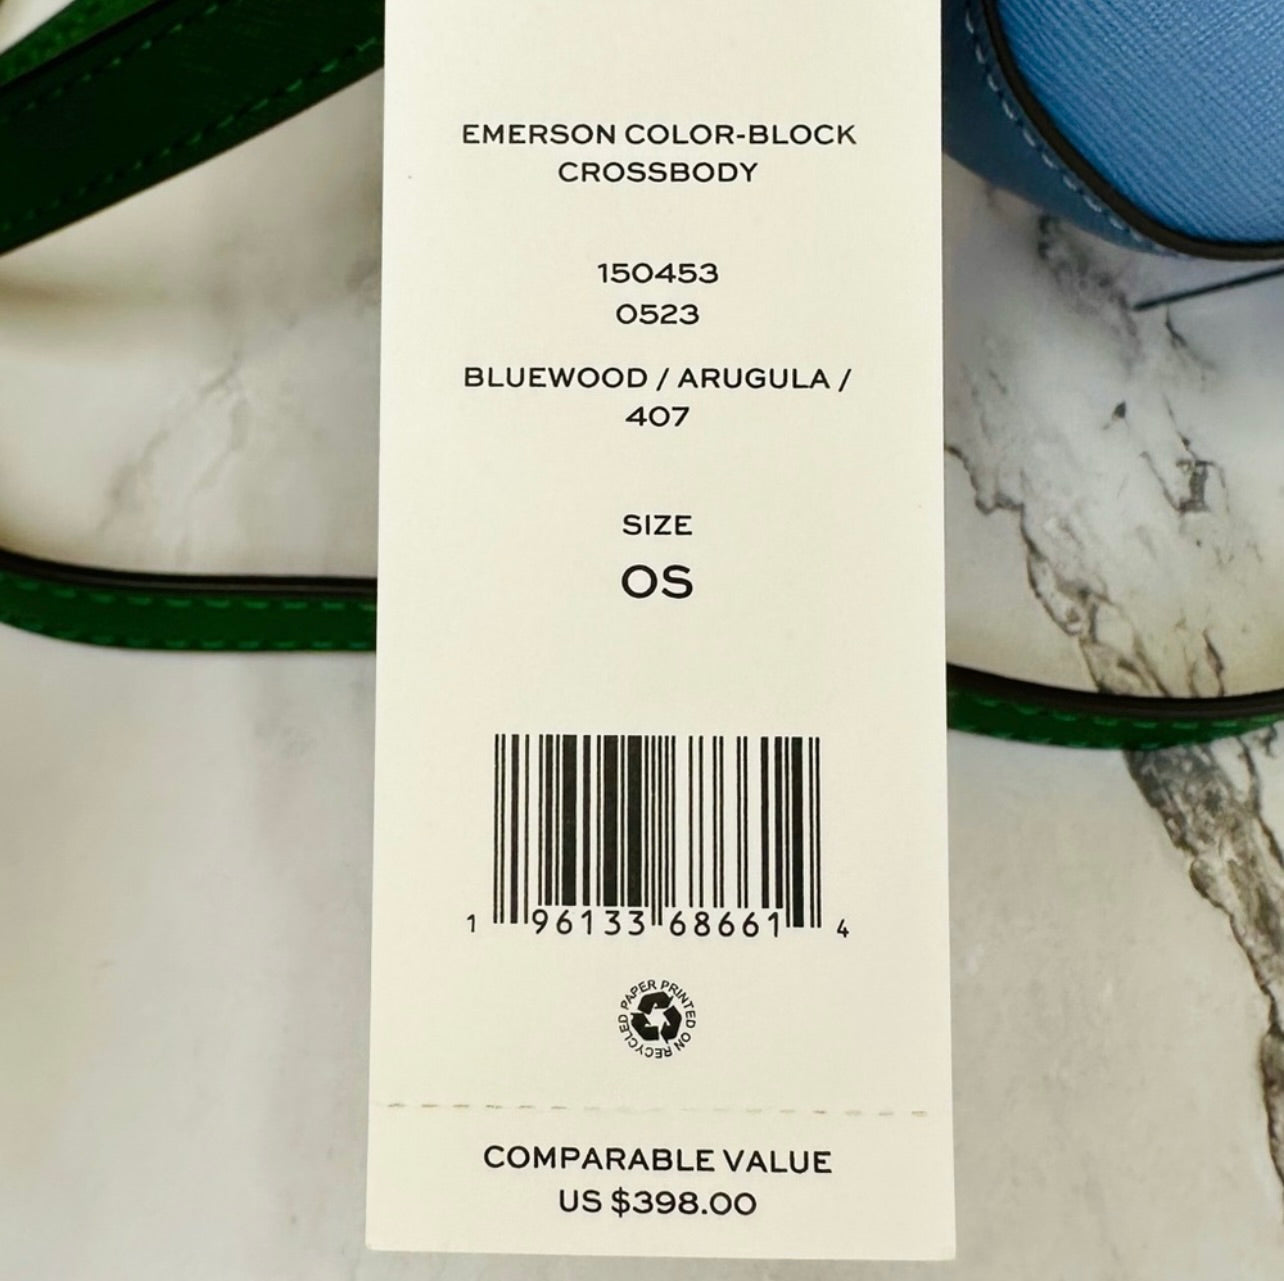 EMERSON COLOR-BLOCK
CROSSBODY
150453
0523
BLUEWOOD / ARUGULA /
407
SIZE
OS
1 96133 68661 4
PAPER PRINTED ON RECYCLED
COMPARABLE VALUE
US $398.00